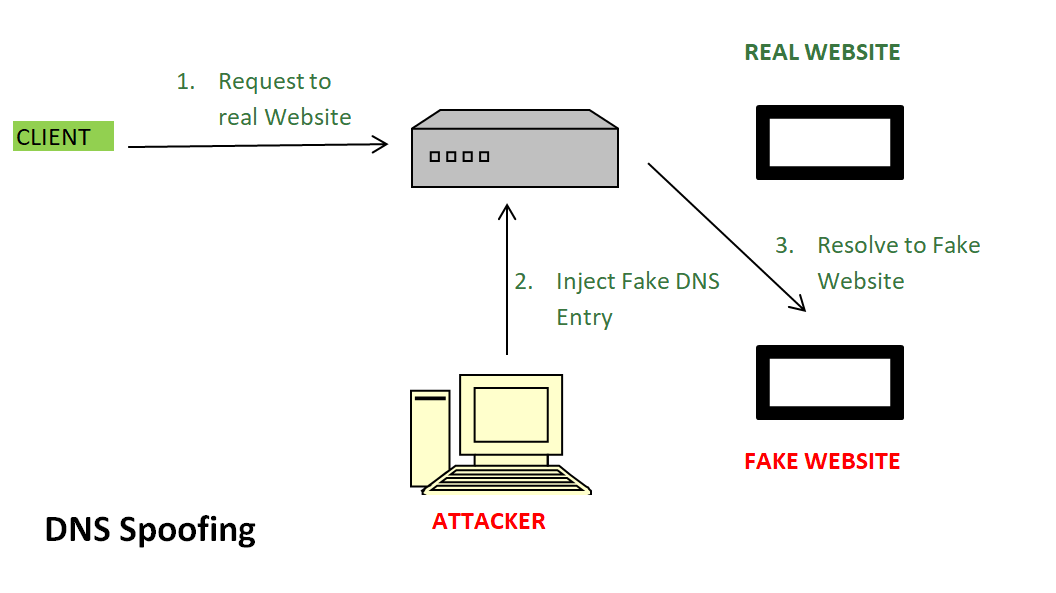 REAL WEBSITE
1. Request to
real Website
CLIENT
3. Resolve to Fake
Website
2. Inject Fake DNS
Entry
FAKE WEBSITE
ATTACKER
DNS Spoofing